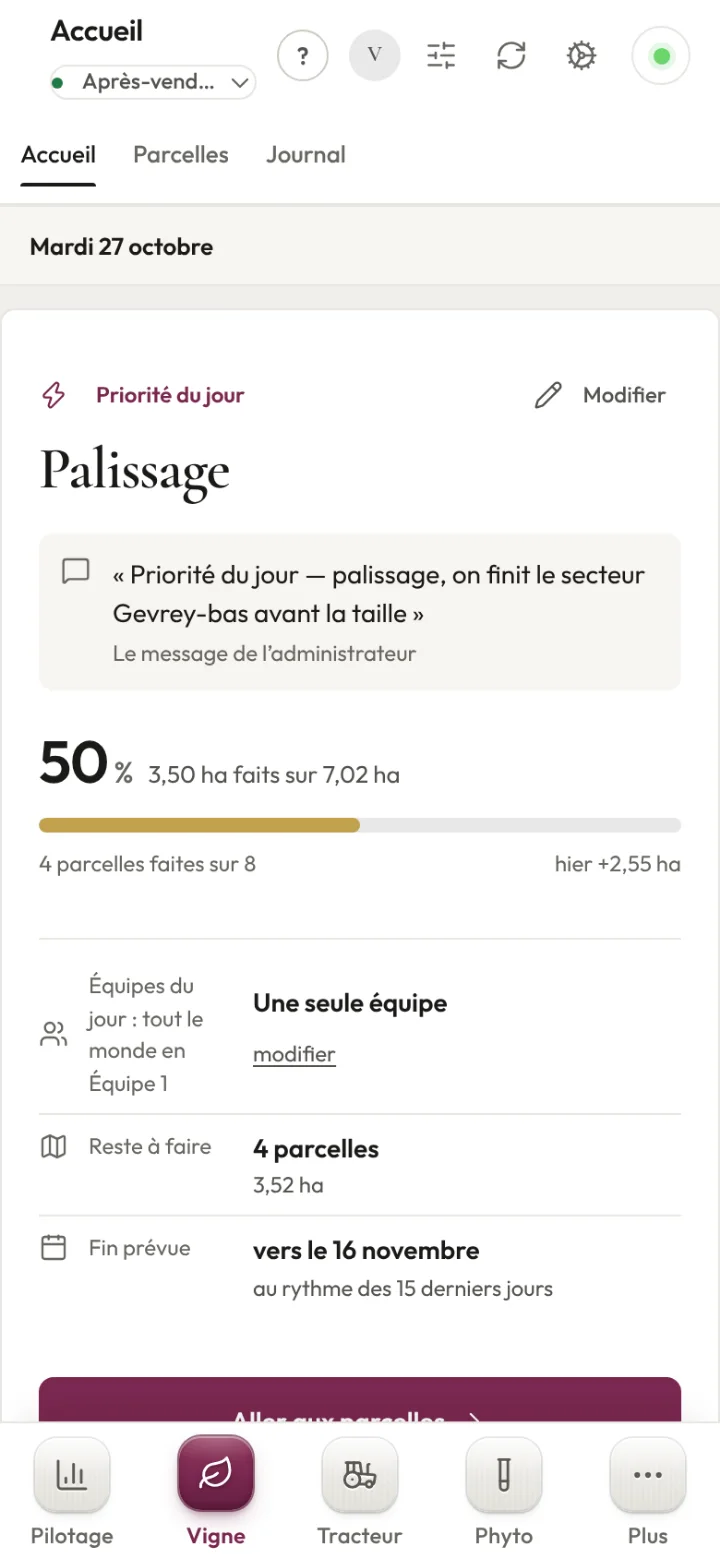 Accueil
Après-vend...
?
V
Accueil
Parcelles
Journal
Mardi 27 octobre
Priorité du jour
Modifier
Palissage
« Priorité du jour — palissage, on finit le secteur
Gevrey-bas avant la taille »
Le message de l’administrateur
50 % 3,50 ha faits sur 7,02 ha
4 parcelles faites sur 8
hier +2,55 ha
Équipes du
jour : tout le
monde en
Équipe 1
Une seule équipe
modifier
Reste à faire
4 parcelles
3,52 ha
Fin prévue
vers le 16 novembre
au rythme des 15 derniers jours
Aller aux parcelles
Pilotage
Vigne
Tracteur
Phyto
Plus